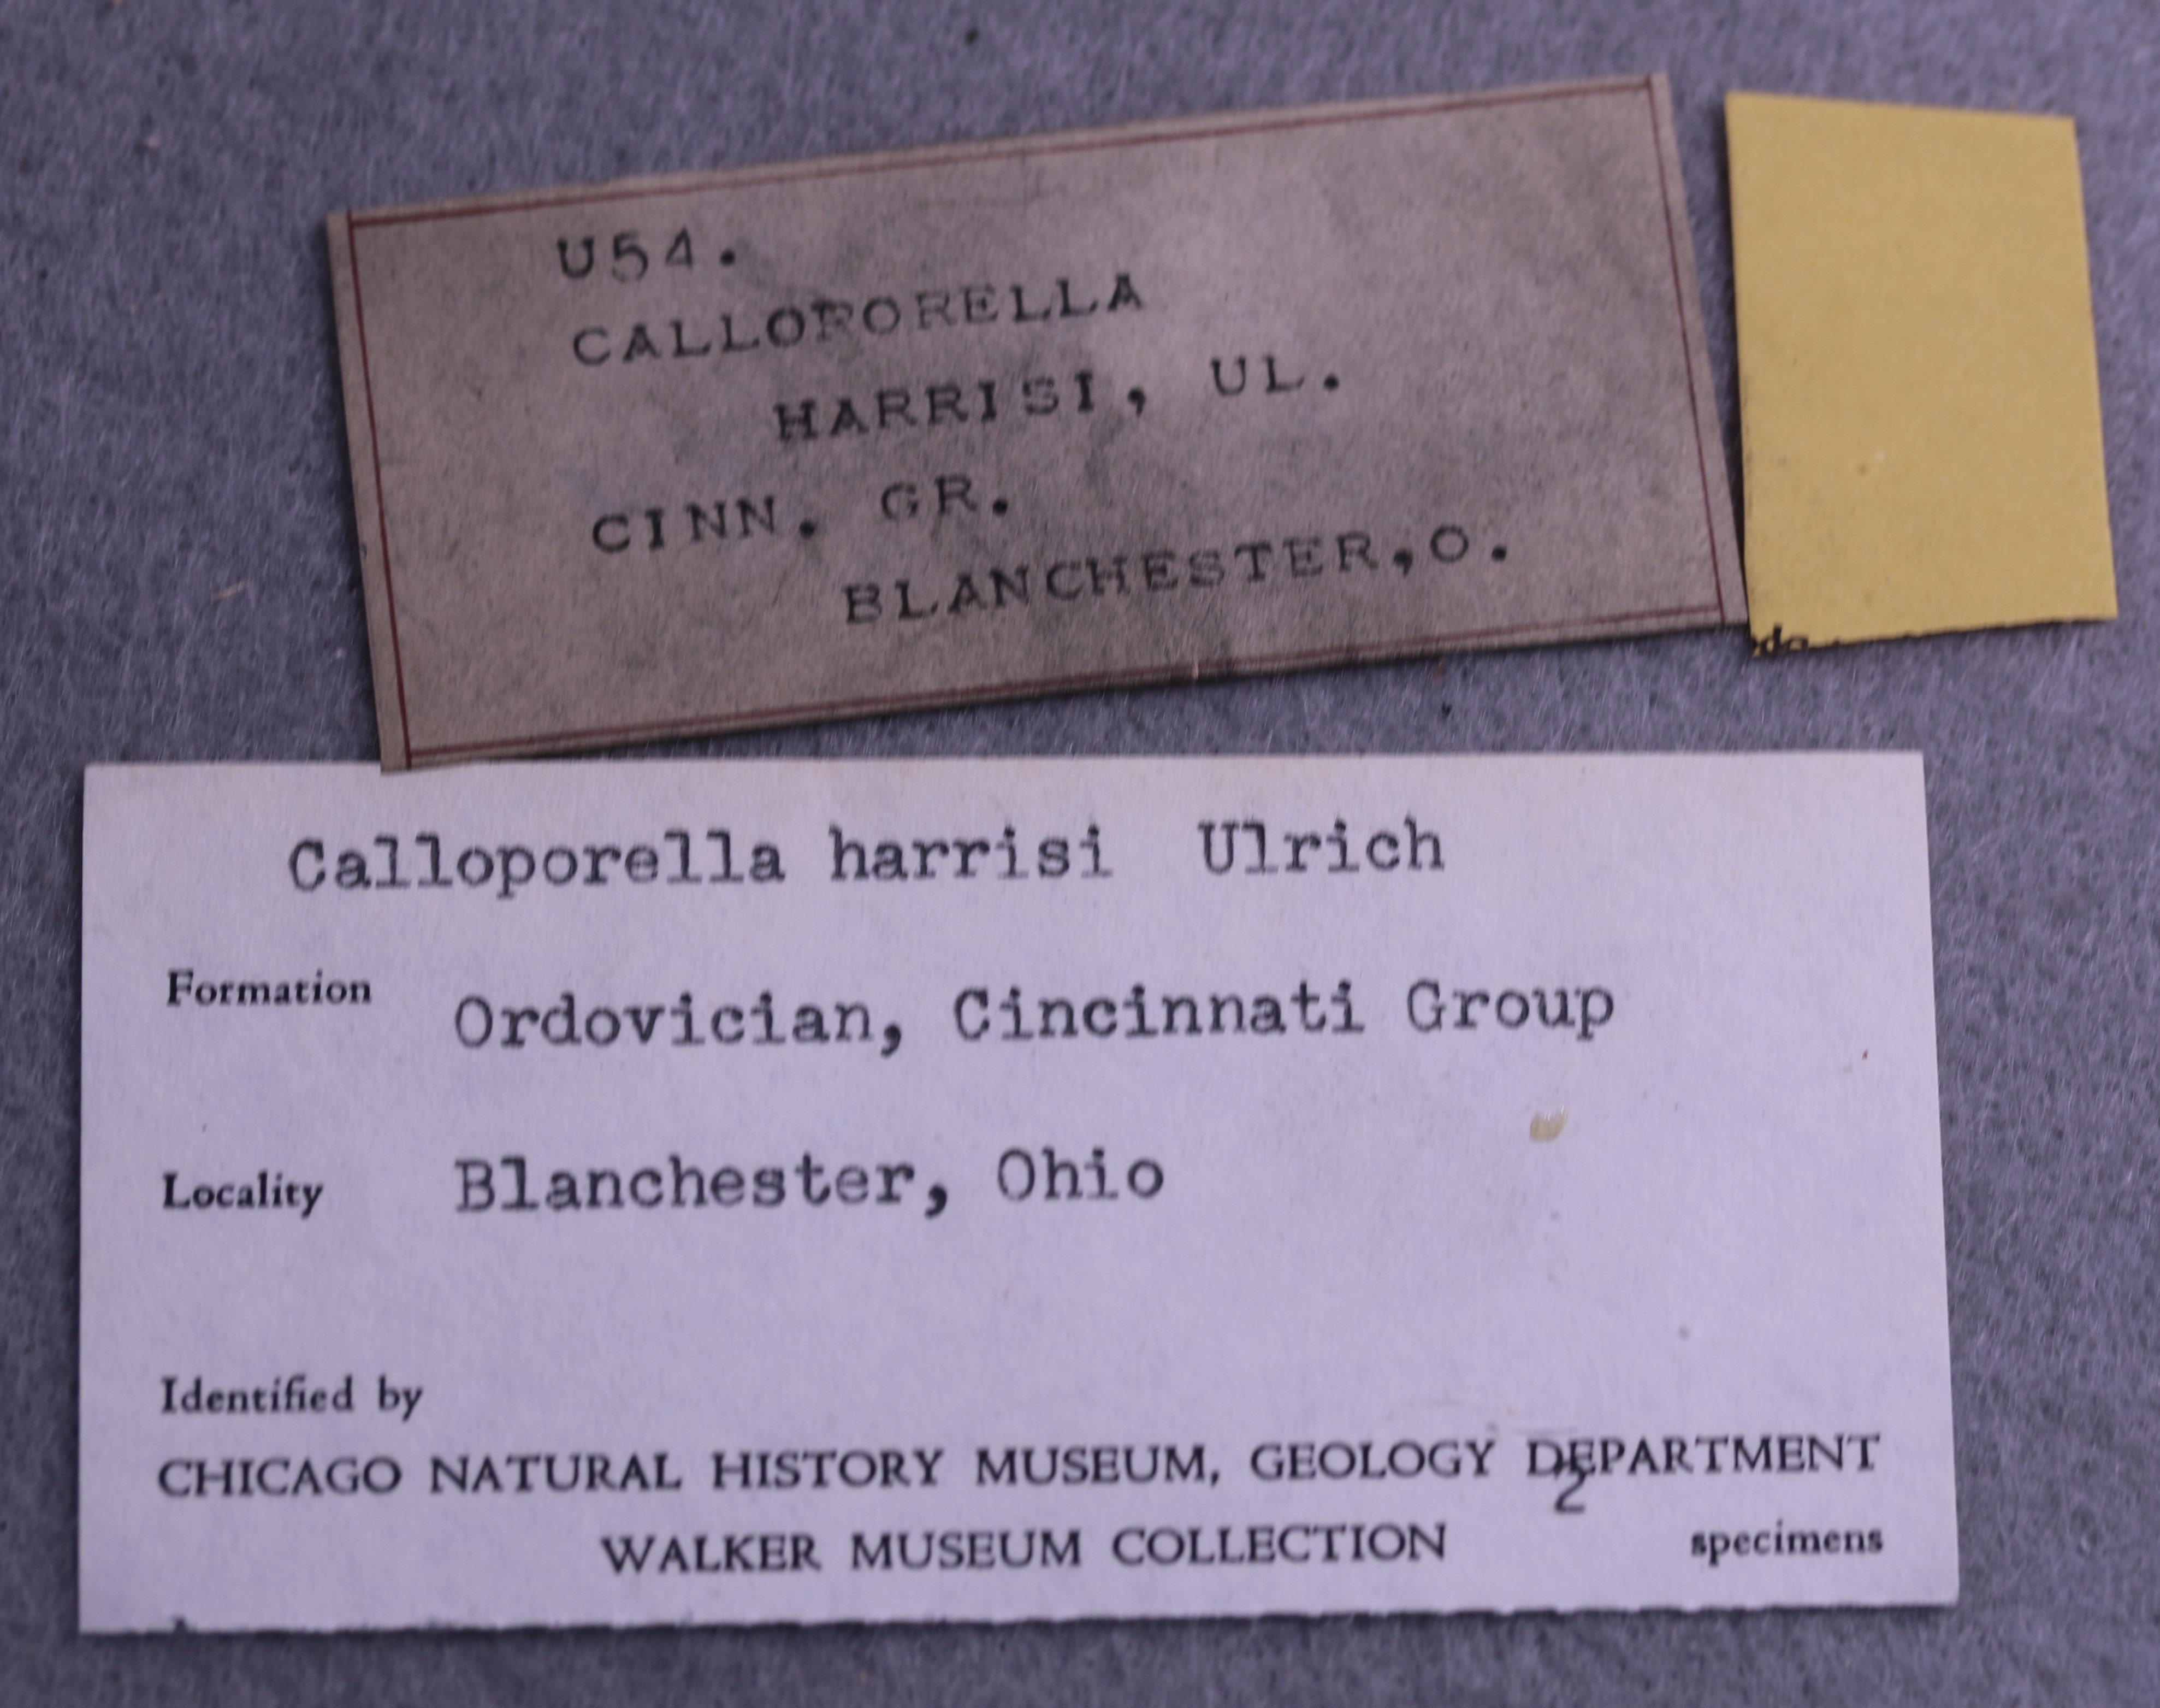 U54.
CALLOPORELLA
HARRISI, UL.
CINN. GR.
BLANCHESTER,O.
Calloporella harrisi Ulrich
Formation Ordovician, Cincinnati Group
Locality Blanchester, Ohio
Identified by
CHICAGO NATURAL HISTORY MUSEUM, GEOLOGY DEPARTMENT
2
WALKER MUSEUM COLLECTION specimens